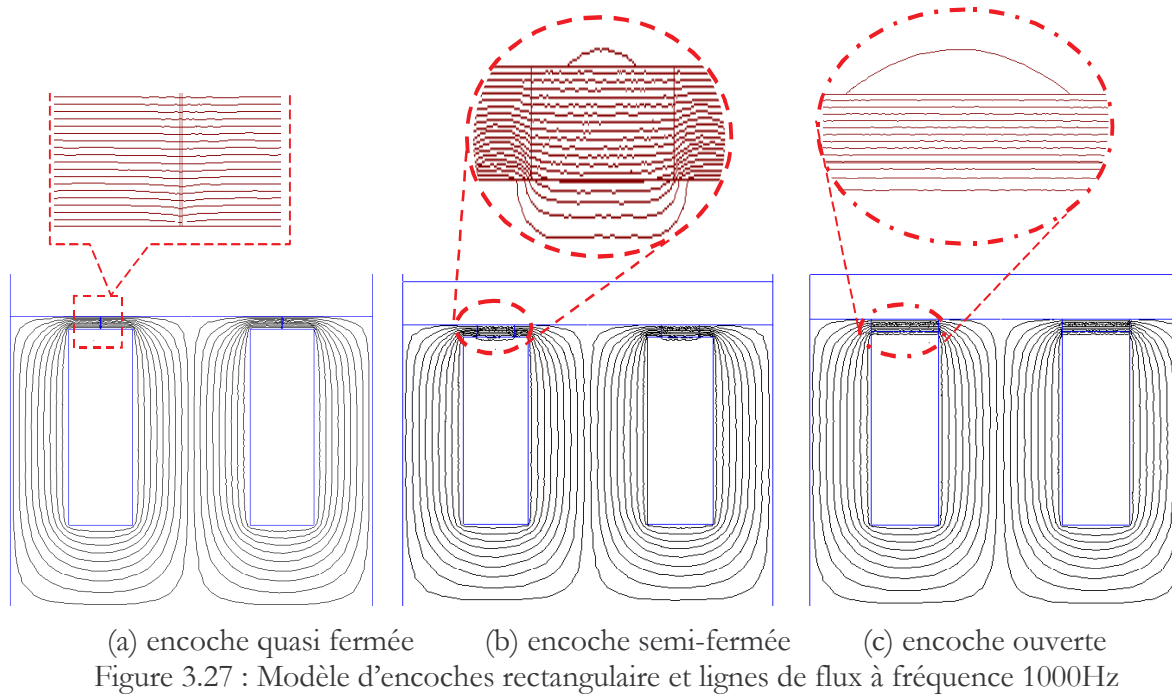 (a) encoche quasi fermée (b) encoche semi-fermée (c) encoche ouverte
Figure 3.27 : Modèle d’encoches rectangulaire et lignes de flux à fréquence 1000Hz